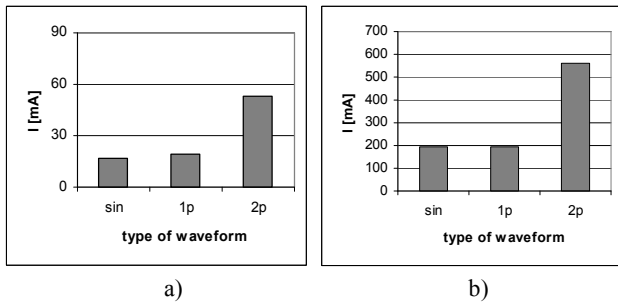 90
60
30
0
I [mA]
sin 1p 2p
type of waveform
a)
700
600
500
400
300
200
100
0
I [mA]
sin 1p 2p
type of waveform
b)